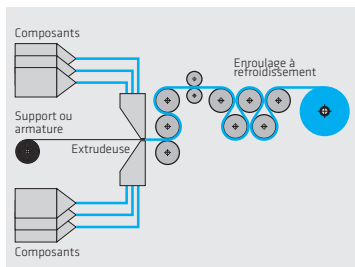 Composants
Enroulage à
refroidissement
Support ou
armature
Extrudeuse
Composants